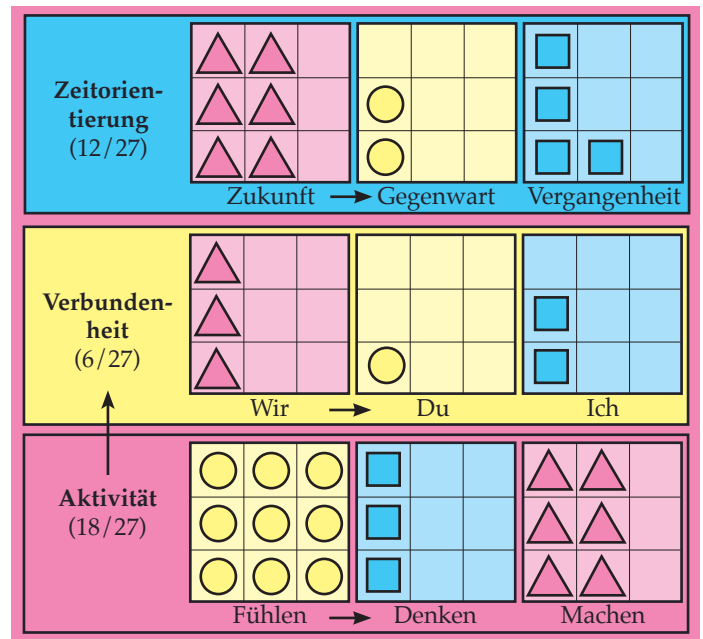 Zeitorien-
tierung
(12/27)
Zukunft → Gegenwart Vergangenheit
Verbunden-
heit
(6/27)
Wir → Du Ich
Aktivität
(18/27)
Fühlen → Denken Machen